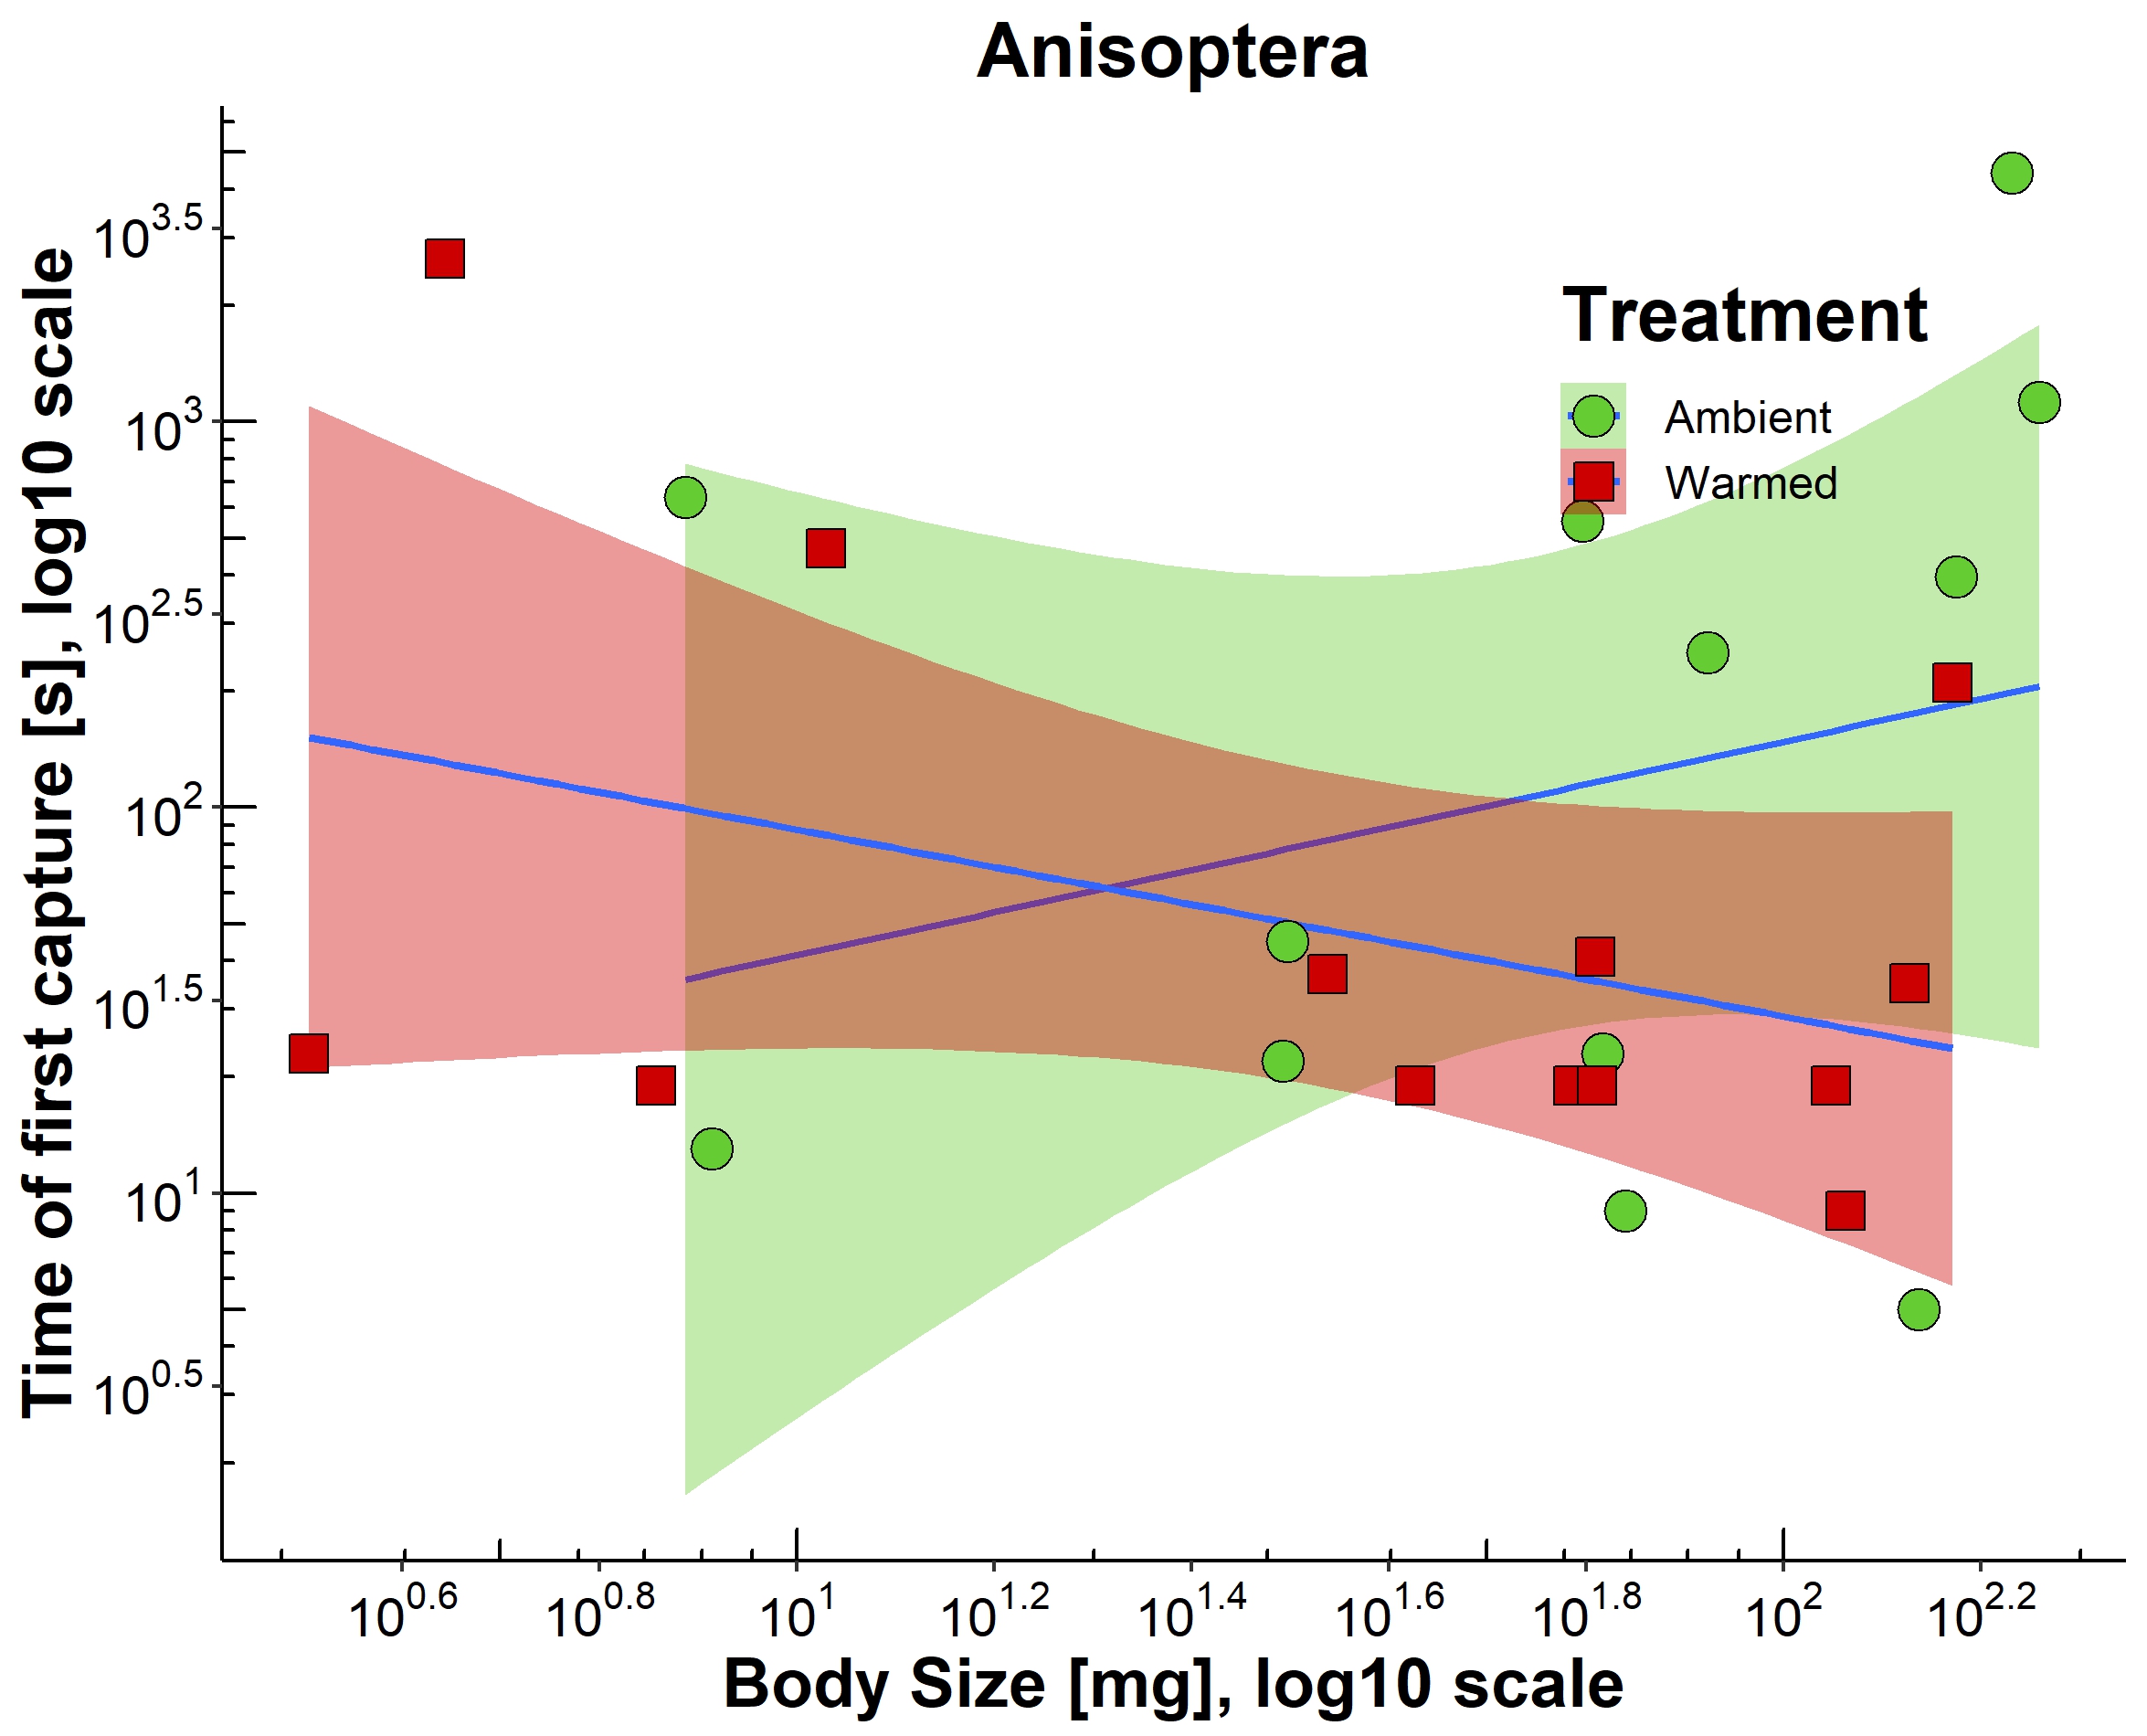 Anisoptera
Time of first capture [s], log10 scale
10^3.5
10^3
10^2.5
10^2
10^1.5
10^1
10^0.5
Treatment
Ambient
Warmed
10^0.6 10^0.8 10^1 10^1.2 10^1.4 10^1.6 10^1.8 10^2 10^2.2
Body Size [mg], log10 scale